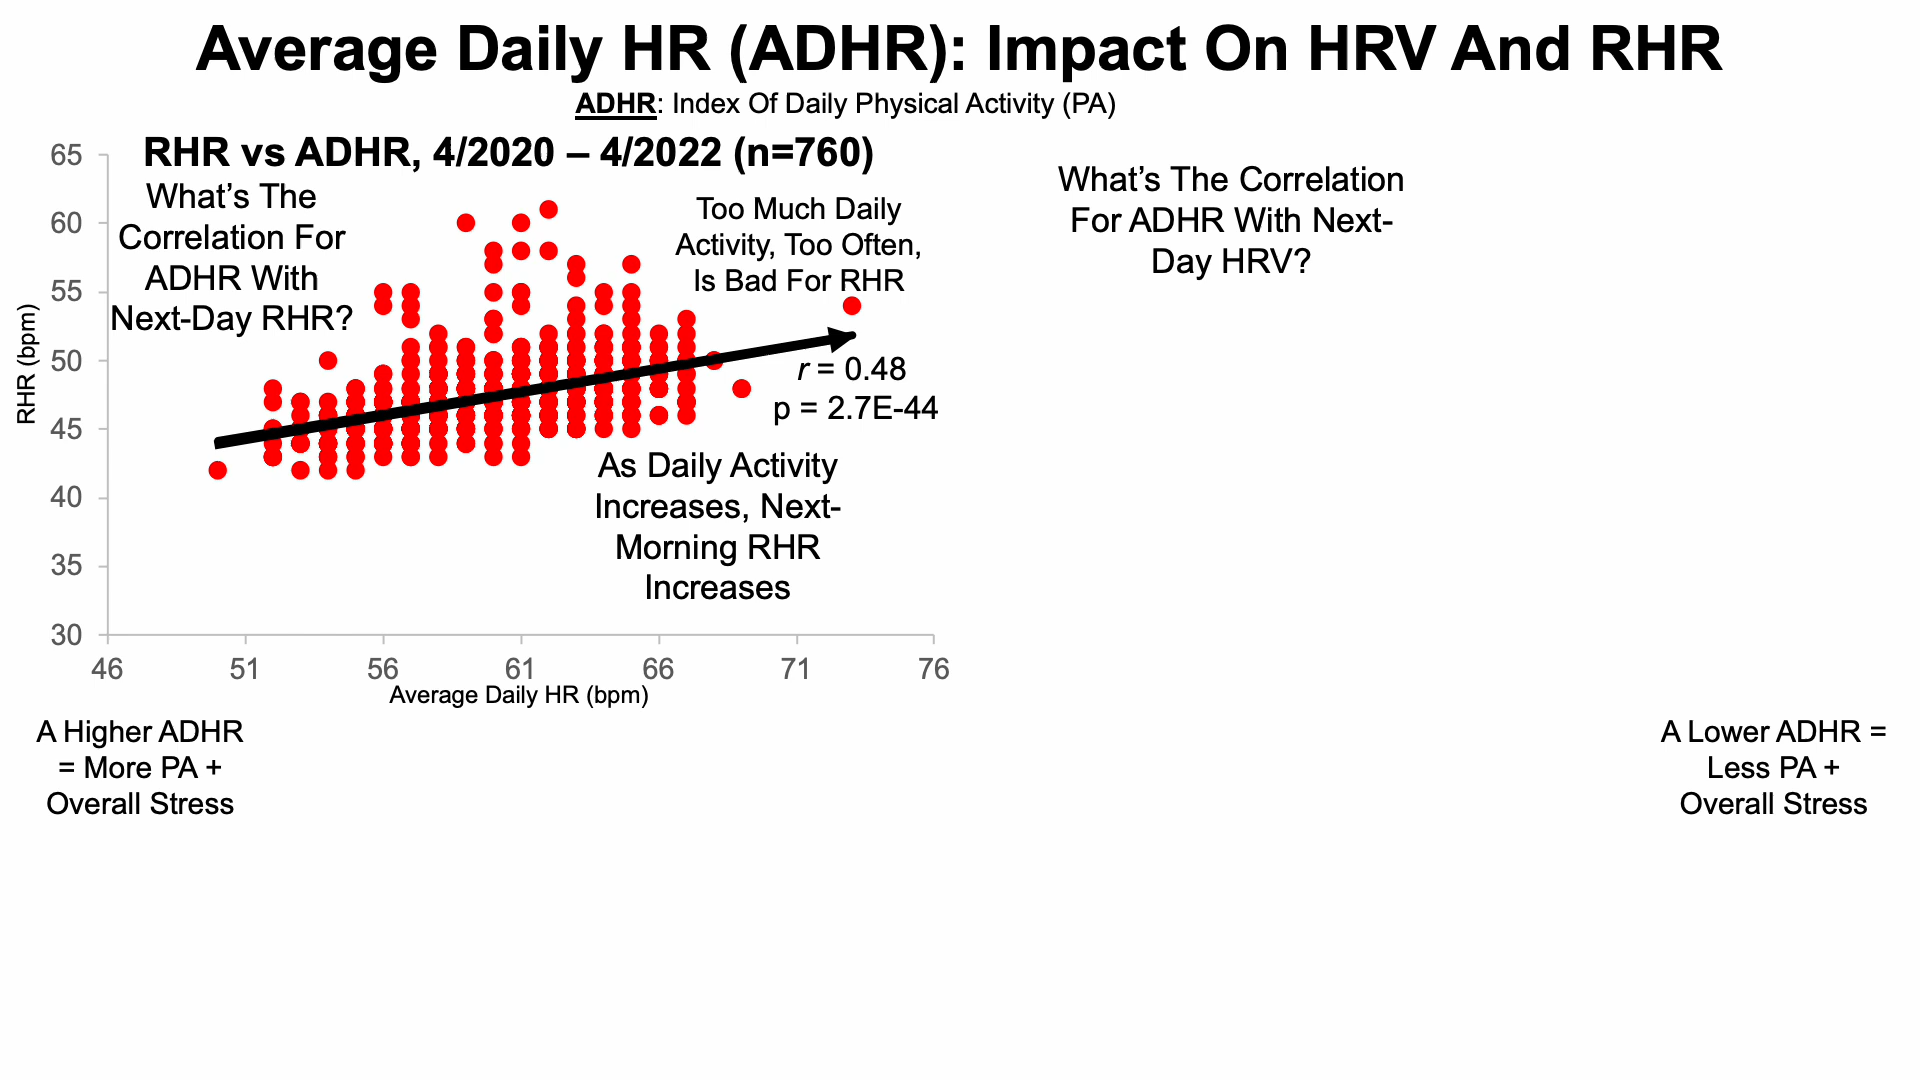 Average Daily HR (ADHR): Impact On HRV And RHR
ADHR: Index Of Daily Physical Activity (PA)
RHR vs ADHR, 4/2020 – 4/2022 (n=760)
What’s The
Correlation For
ADHR With
Next-Day RHR?
Too Much Daily
Activity, Too Often,
Is Bad For RHR
r = 0.48
p = 2.7E-44
As Daily Activity
Increases, Next-
Morning RHR
Increases
RHR (bpm)
65
60
55
50
45
40
35
30
46 51 56 61 66 71 76
Average Daily HR (bpm)
What’s The Correlation
For ADHR With Next-
Day HRV?
A Higher ADHR
= More PA +
Overall Stress
A Lower ADHR =
Less PA +
Overall Stress